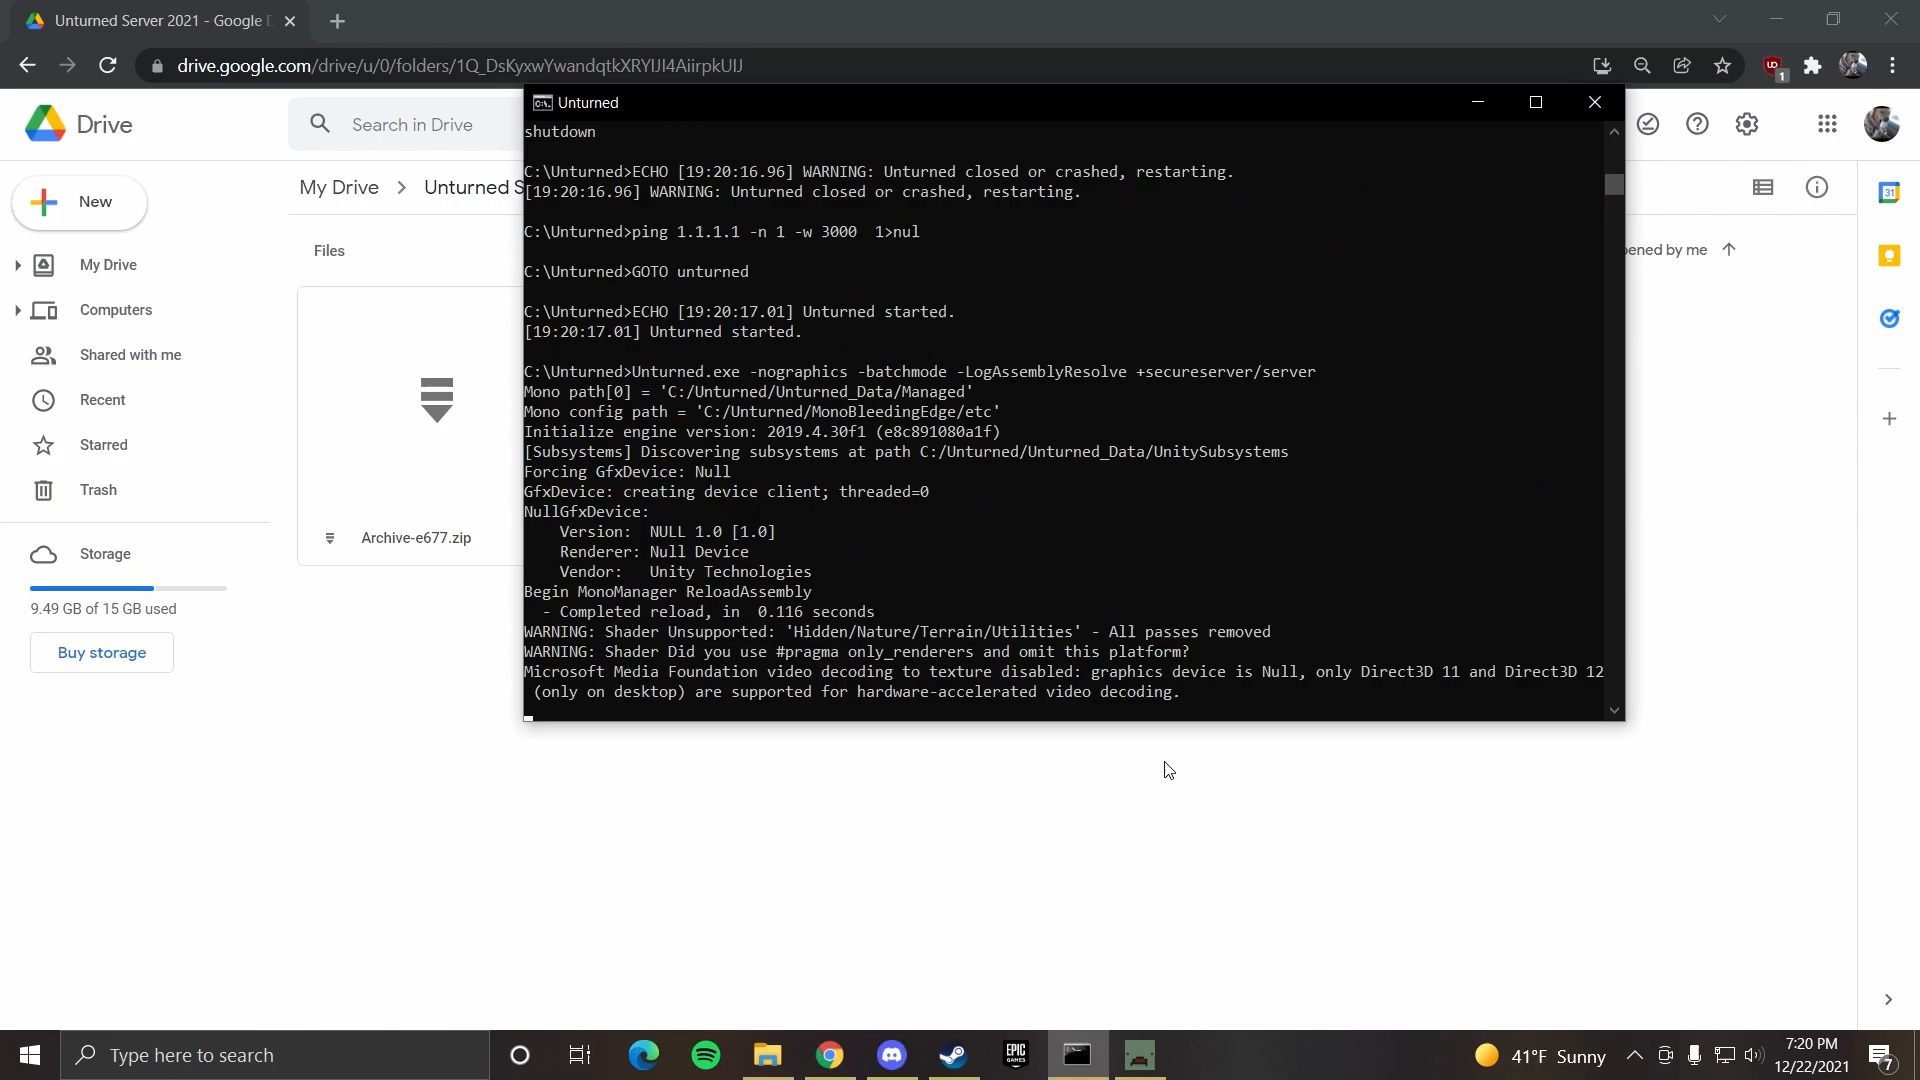 Unturned Server 2021 - Google D
drive.google.com/drive/u/0/folders/1Q_DsKyxwYwandqtkXRYIJI4AiirpkUIJ
UD
1
Drive
Search in Drive
New
My Drive
Computers
Shared with me
Recent
Starred
Trash
Storage
9.49 GB of 15 GB used
Buy storage
My Drive > Unturned S
Files
pened by me
Archive-e677.zip
31
C:\. Unturned
shutdown
C:\Unturned>ECHO [19:20:16.96] WARNING: Unturned closed or crashed, restarting.
[19:20:16.96] WARNING: Unturned closed or crashed, restarting.
C:\Unturned>ping 1.1.1.1 -n 1 -w 3000  1>nul
C:\Unturned>GOTO unturned
C:\Unturned>ECHO [19:20:17.01] Unturned started.
[19:20:17.01] Unturned started.
C:\Unturned>Unturned.exe -nographics -batchmode -LogAssemblyResolve +secureserver/server
Mono path[0] = 'C:/Unturned/Unturned_Data/Managed'
Mono config path = 'C:/Unturned/MonoBleedingEdge/etc'
Initialize engine version: 2019.4.30f1 (e8c891080a1f)
[Subsystems] Discovering subsystems at path C:/Unturned/Unturned_Data/UnitySubsystems
Forcing GfxDevice: Null
GfxDevice: creating device client; threaded=0
NullGfxDevice:
    Version:  NULL 1.0 [1.0]
    Renderer: Null Device
    Vendor:   Unity Technologies
Begin MonoManager ReloadAssembly
  - Completed reload, in  0.116 seconds
WARNING: Shader Unsupported: 'Hidden/Nature/Terrain/Utilities' - All passes removed
WARNING: Shader Did you use #pragma only_renderers and omit this platform?
Microsoft Media Foundation video decoding to texture disabled: graphics device is Null, only Direct3D 11 and Direct3D 12
 (only on desktop) are supported for hardware-accelerated video decoding.
Type here to search
EPIC
GAMES
41°F Sunny
7:20 PM
12/22/2021
7